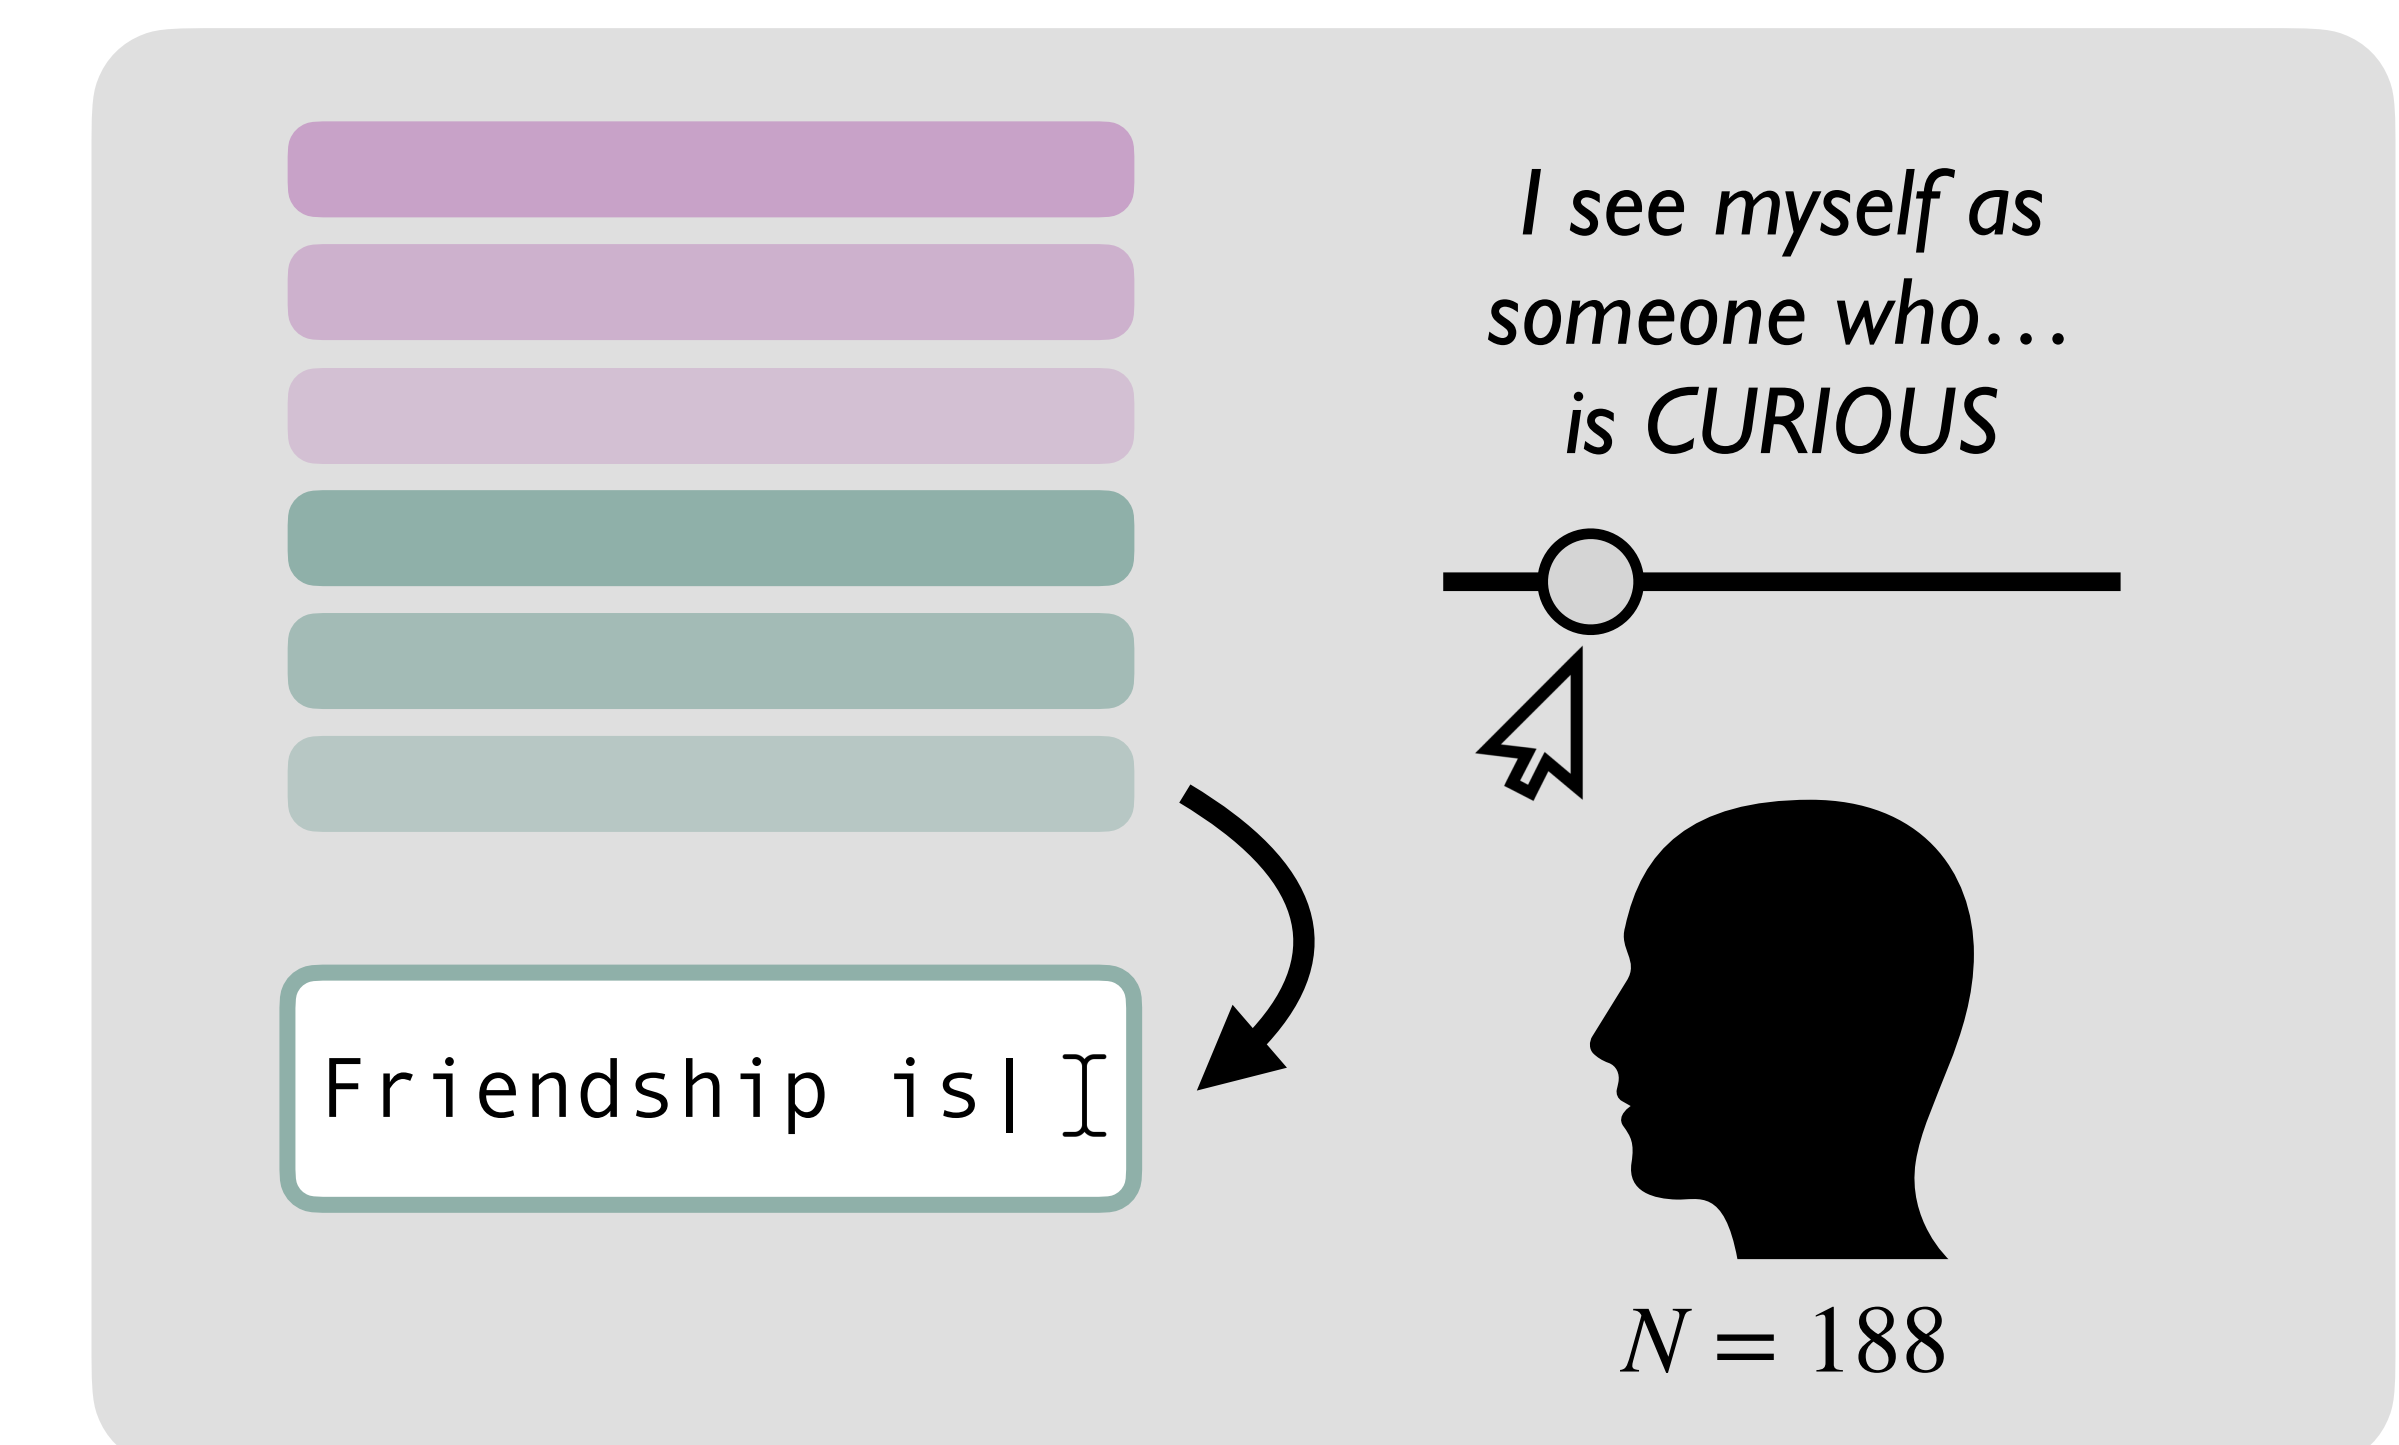 I see myself as
someone who…
is CURIOUS
Friendship is|
N = 188